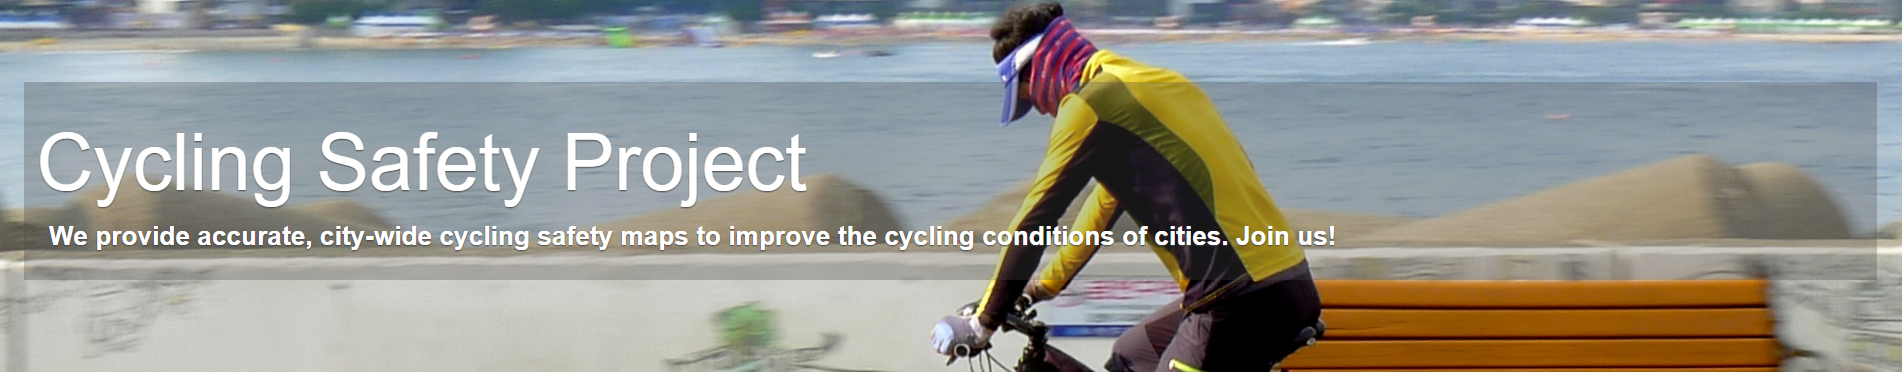 Cycling Safety Project
We provide accurate, city-wide cycling safety maps to improve the cycling conditions of cities. Join us!